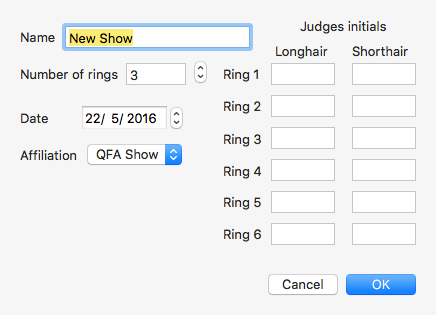 Judges initials
Name New Show
Longhair Shorthair
Number of rings 3
Ring 1
Ring 2
Date 22/ 5/ 2016
Ring 3
Affiliation QFA Show
Ring 4
Ring 5
Ring 6
Cancel OK